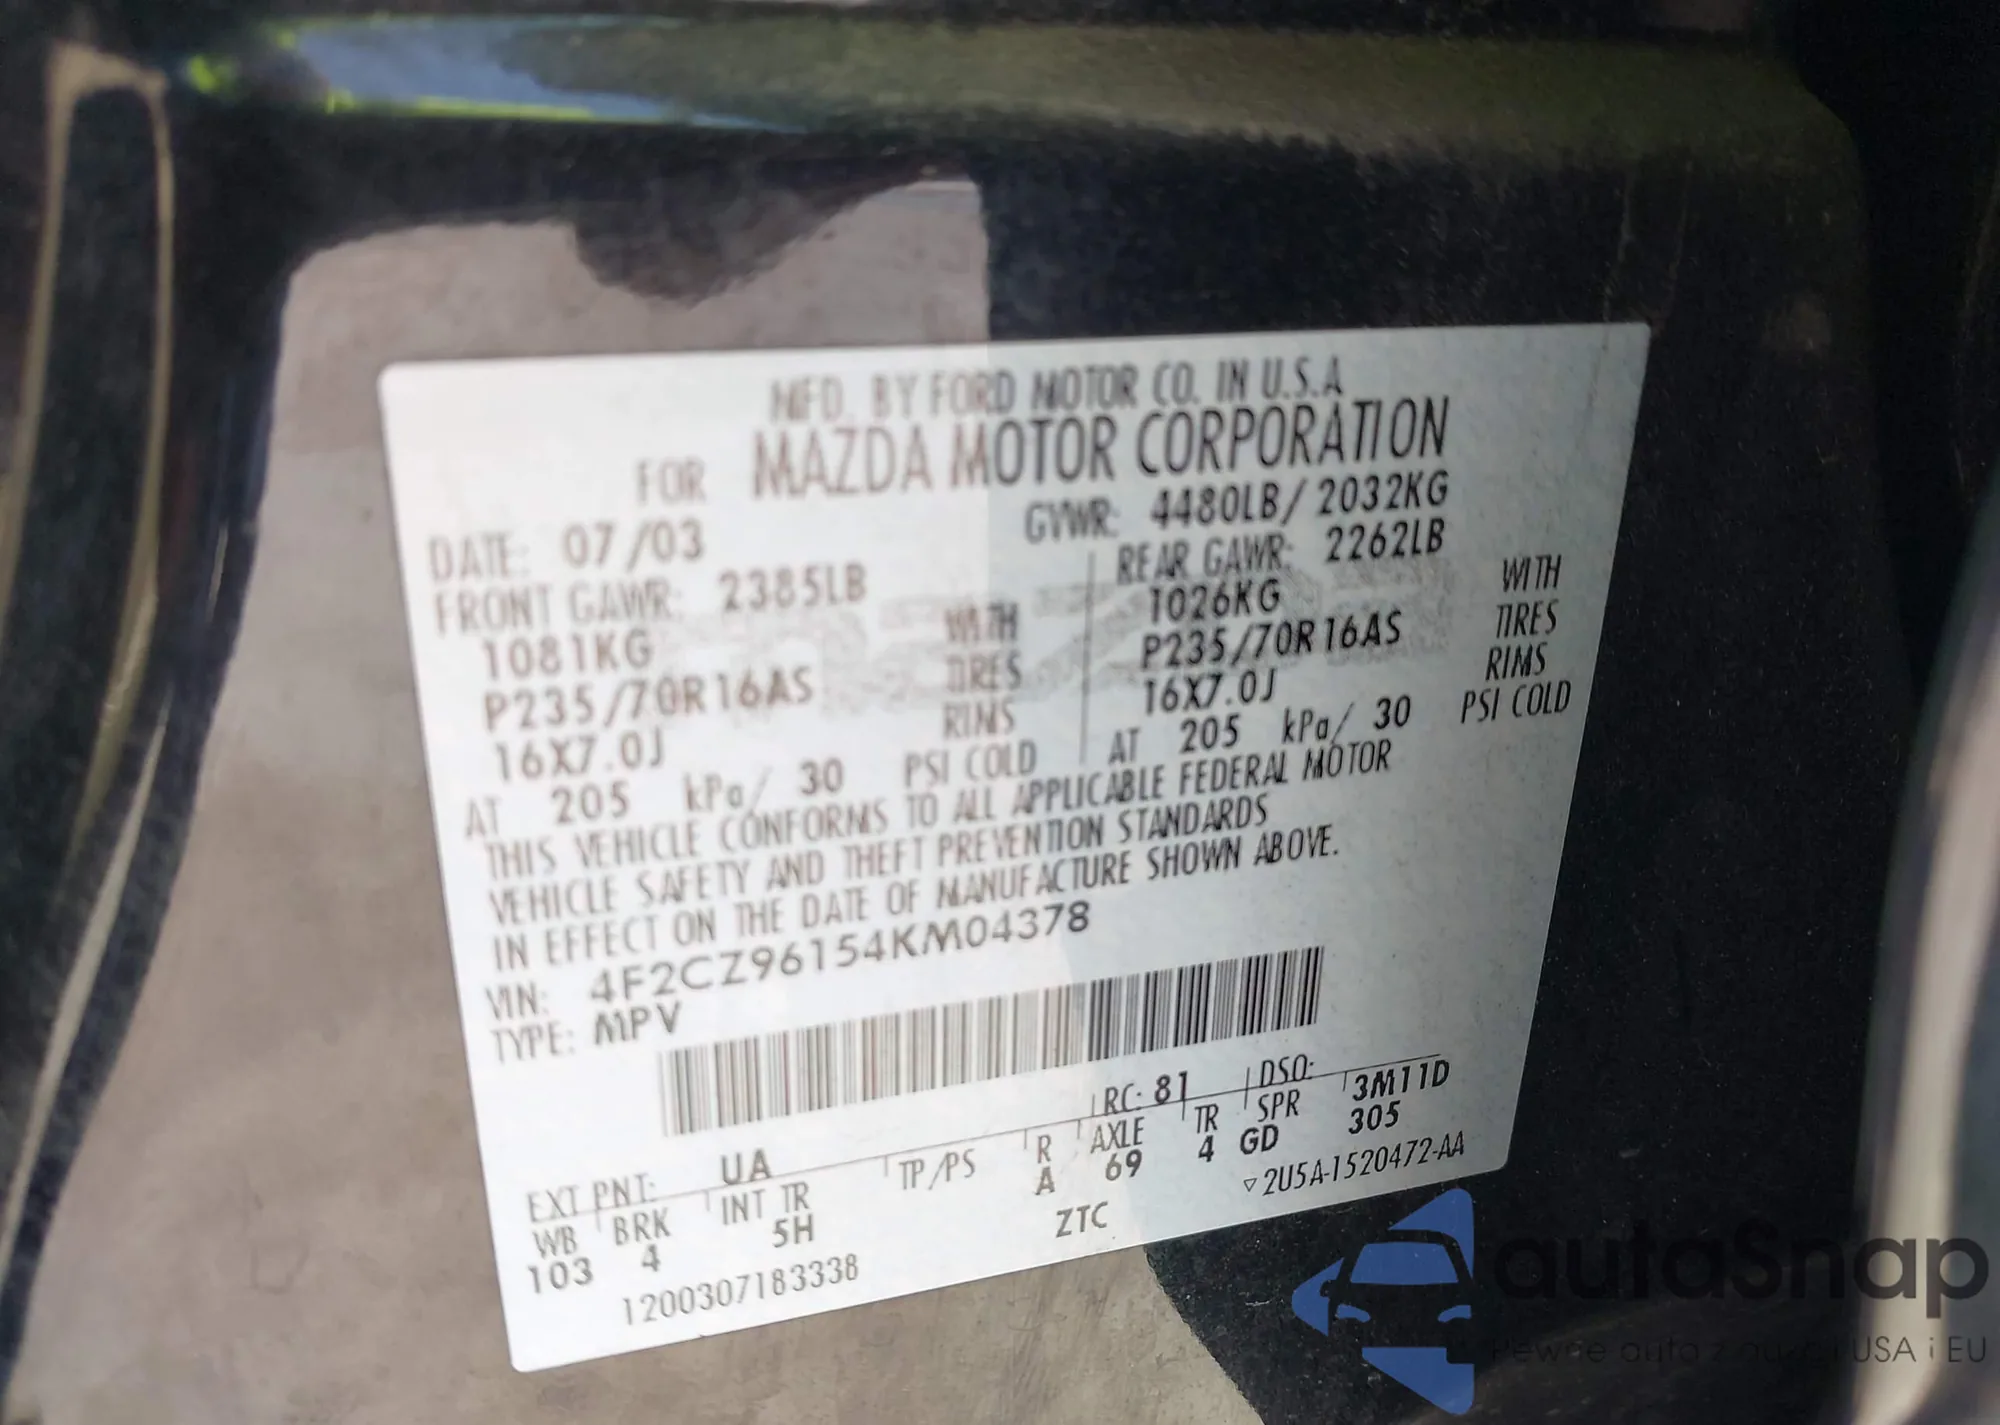 MFD. BY FORD MOTOR CO. IN U.S.A
FOR MAZDA MOTOR CORPORATION
DATE: 07/03 GVWR: 4480LB/2032KG
FRONT GAWR: 2385LB REAR GAWR: 2262LB
1081KG WITH 1026KG WITH
P235/70R16AS TIRES P235/70R16AS TIRES
16X7.0J RIMS 16X7.0J RIMS
AT 205 kPa/ 30 PSI COLD AT 205 kPa/ 30 PSI COLD
THIS VEHICLE CONFORMS TO ALL APPLICABLE FEDERAL MOTOR
VEHICLE SAFETY AND THEFT PREVENTION STANDARDS
IN EFFECT ON THE DATE OF MANUFACTURE SHOWN ABOVE.
VIN: 4F2CZ96154KM04378
TYPE: MPV
EXT PNT: UA RC: 81 DSO: 3M11D
WB BRK INT TR TP/PS R AXLE TR SPR 305
103 4 5H A 69 4 GD
1200307183338 ZTC ▽2U5A-1520472-AA
autaSnap
Pewne auta z USA i EU